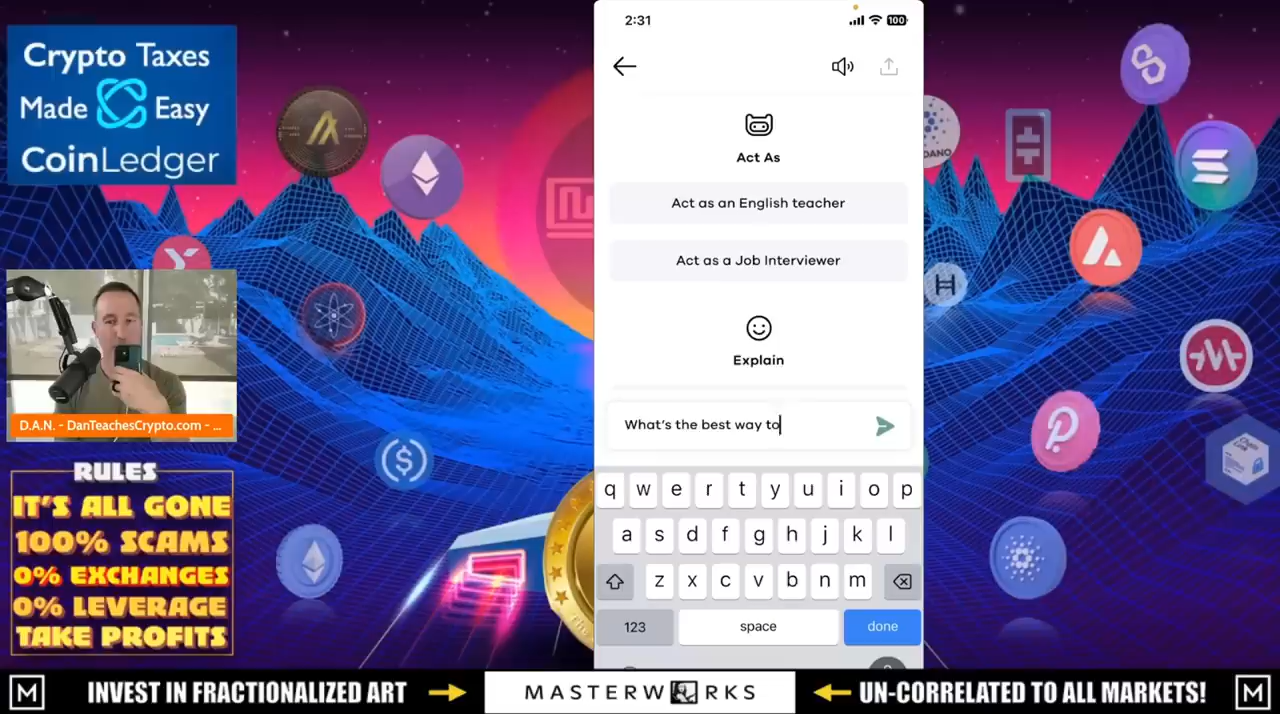 Crypto Taxes
Made Easy
CoinLedger
D.A.N. - DanTeachesCrypto.com - ...
RULES
IT'S ALL GONE
100% SCAMS
0% EXCHANGES
0% LEVERAGE
TAKE PROFITS
2:31
100
Act As
Act as an English teacher
Act as a Job Interviewer
Explain
What's the best way to
q w e r t y u i o p
a s d f g h j k l
z x c v b n m
123 space done
M INVEST IN FRACTIONALIZED ART MASTERWORKS UN-CORRELATED TO ALL MARKETS! M